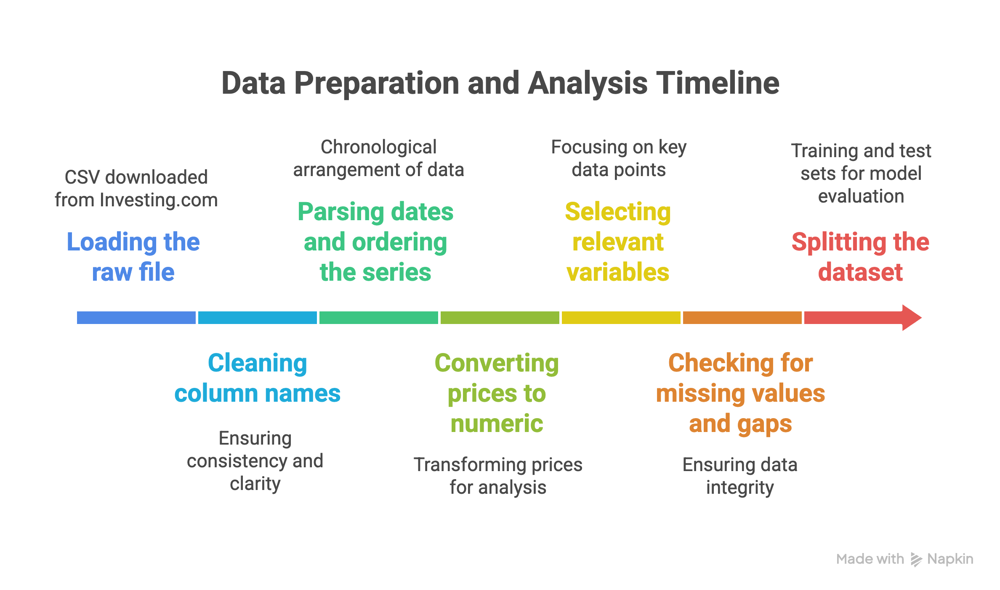 Data Preparation and Analysis Timeline
CSV downloaded
from Investing.com
Loading the
raw file
Cleaning
column names
Ensuring
consistency and
clarity
Chronological
arrangement of data
Parsing dates
and ordering
the series
Converting
prices to
numeric
Transforming prices
for analysis
Focusing on key
data points
Selecting
relevant
variables
Checking for
missing values
and gaps
Ensuring data
integrity
Training and test
sets for model
evaluation
Splitting the
dataset
Made with Napkin